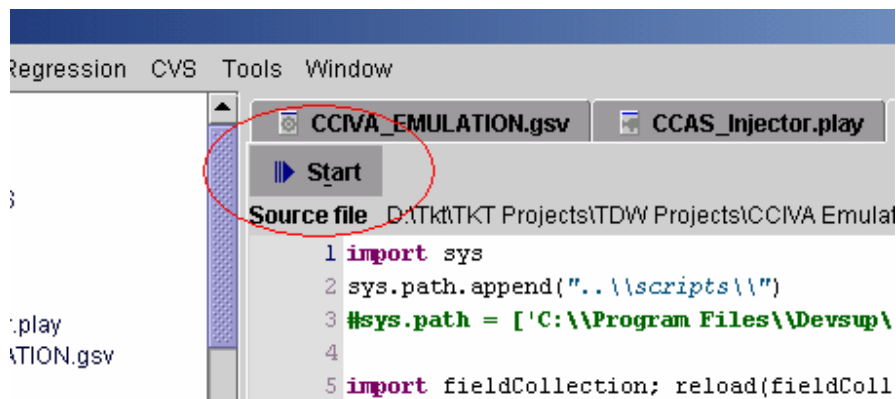 Regression CVS Tools Window
CCIVA_EMULATION.gsv CCAS_Injector.play
Start
Source file D:\Tkt\TKT Projects\TDW Projects\CCIVA Emulat
1 import sys
2 sys.path.append("..\\scripts\\")
3 #sys.path = ['C:\\Program Files\\Devsup\
4
5 import fieldCollection; reload(fieldColl
r.play
ATION.gsv